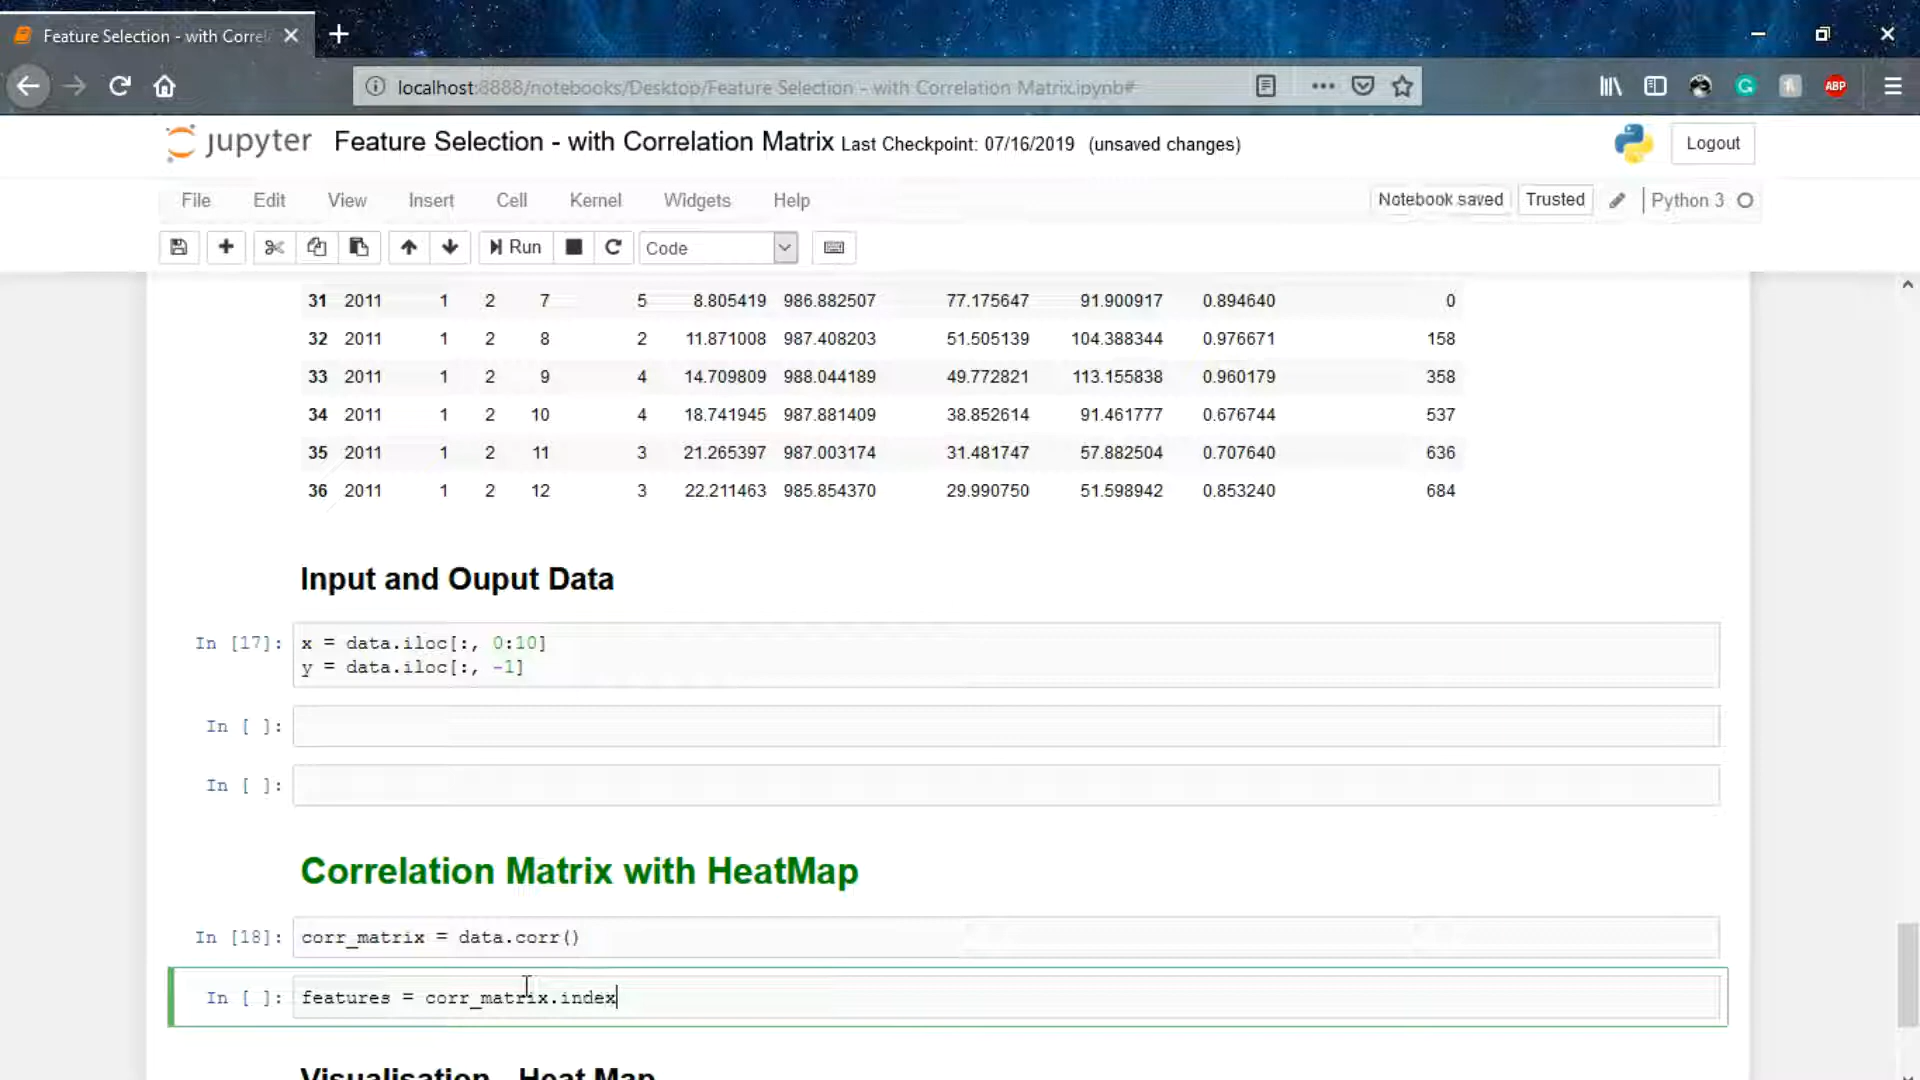 Feature Selection - with Correl
localhost:8888/notebooks/Desktop/Feature Selection - with Correlation Matrix.ipynb#
ABP
jupyter Feature Selection - with Correlation Matrix Last Checkpoint: 07/16/2019 (unsaved changes)
Logout
File Edit View Insert Cell Kernel Widgets Help
Notebook saved Trusted Python 3
Run Code
31 2011 1 2 7 5 8.805419 986.882507 77.175647 91.900917 0.894640 0
32 2011 1 2 8 2 11.871008 987.408203 51.505139 104.388344 0.976671 158
33 2011 1 2 9 4 14.709809 988.044189 49.772821 113.155838 0.960179 358
34 2011 1 2 10 4 18.741945 987.881409 38.852614 91.461777 0.676744 537
35 2011 1 2 11 3 21.265397 987.003174 31.481747 57.882504 0.707640 636
36 2011 1 2 12 3 22.211463 985.854370 29.990750 51.598942 0.853240 684
Input and Ouput Data
In [17]: x = data.iloc[:, 0:10]
y = data.iloc[:, -1]
In [ ]:
In [ ]:
Correlation Matrix with HeatMap
In [18]: corr_matrix = data.corr()
In [ ]: features = corr_matrix.index
Visualisation - Heat Map